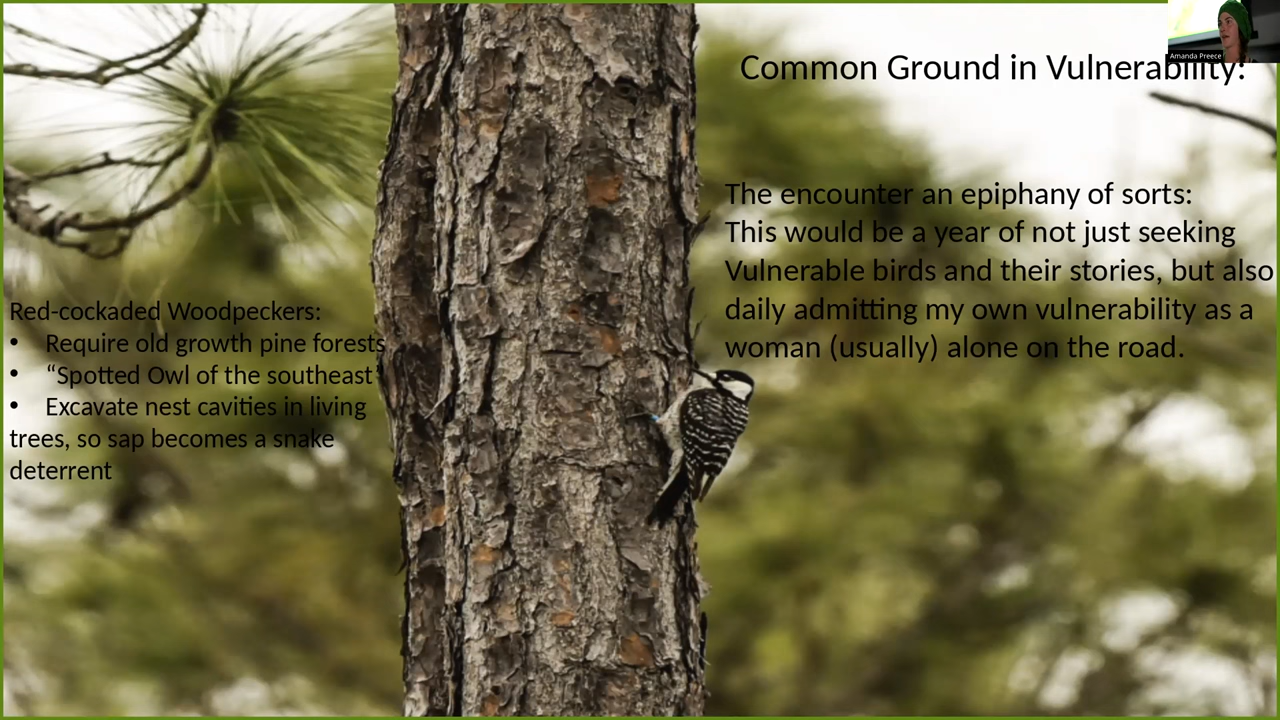 Common Ground in Vulnerability!
Amanda Preece
The encounter an epiphany of sorts:
This would be a year of not just seeking
Vulnerable birds and their stories, but also
daily admitting my own vulnerability as a
woman (usually) alone on the road.
Red-cockaded Woodpeckers:
• Require old growth pine forests
• “Spotted Owl of the southeast”
• Excavate nest cavities in living
trees, so sap becomes a snake
deterrent